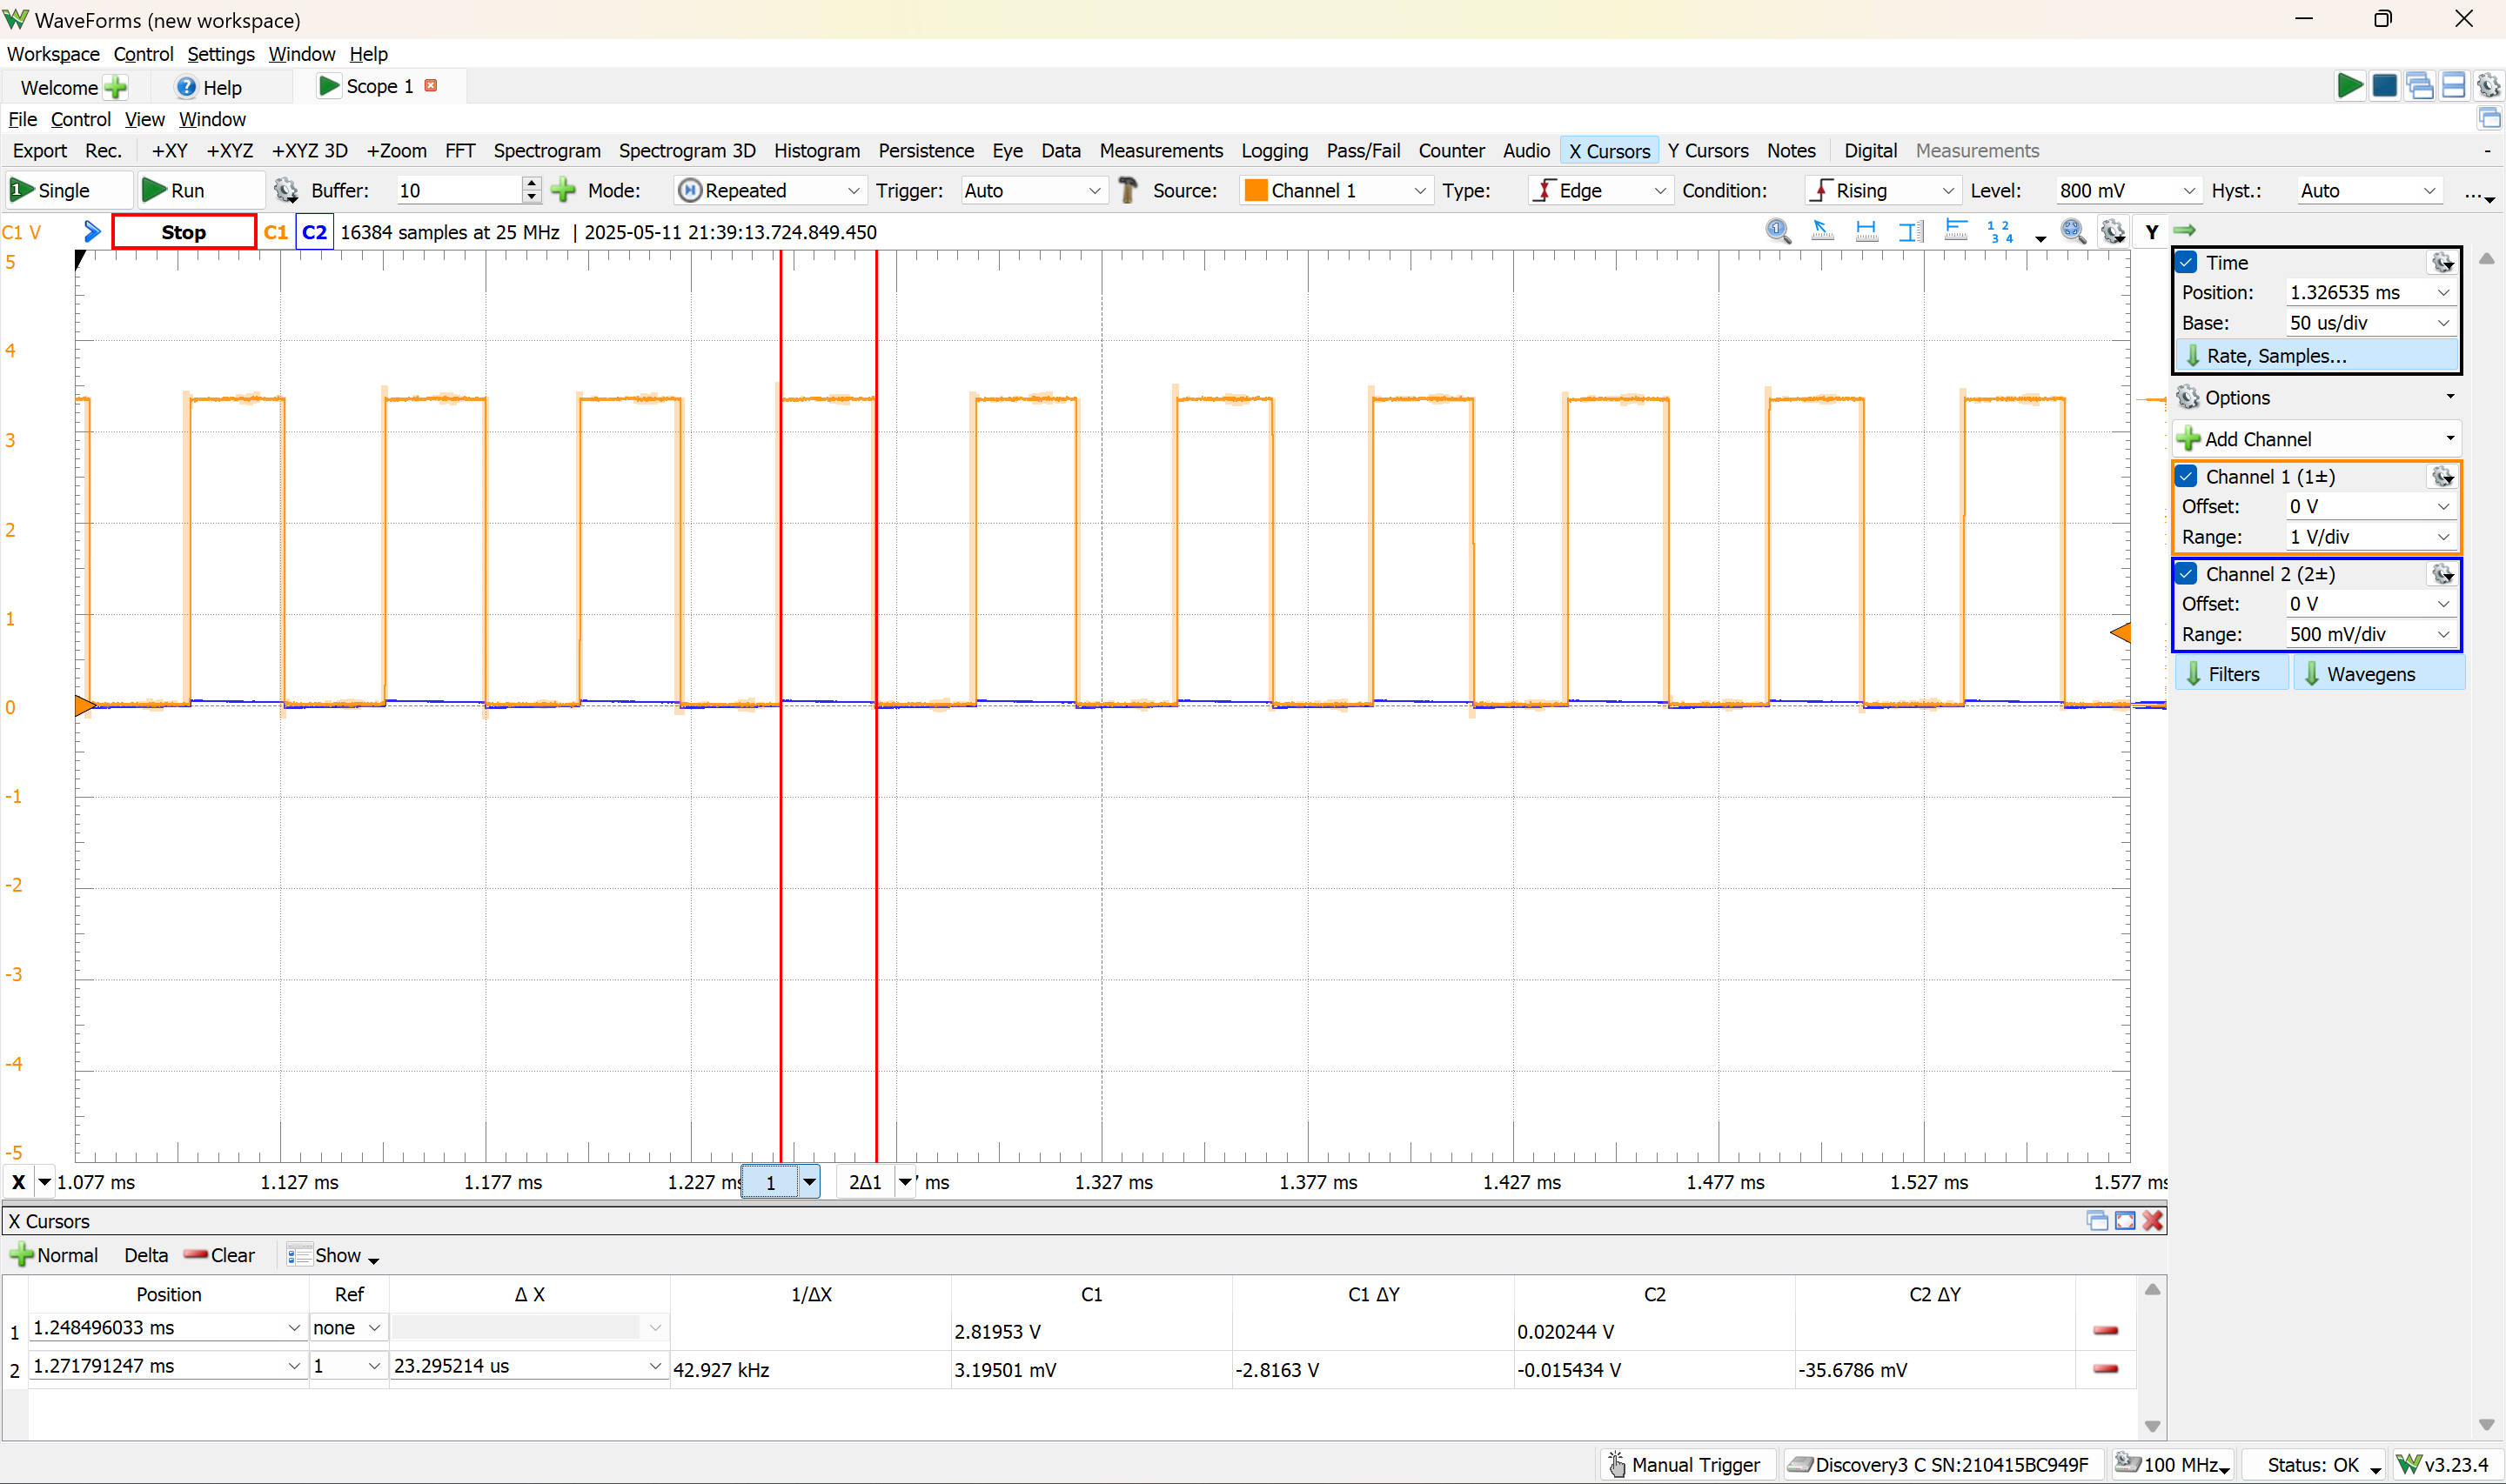 WaveForms (new workspace)
Workspace Control Settings Window Help
Welcome Help Scope 1
File Control View Window
Export Rec. +XY +XYZ +XYZ 3D +Zoom FFT Spectrogram Spectrogram 3D Histogram Persistence Eye Data Measurements Logging Pass/Fail Counter Audio X Cursors Y Cursors Notes Digital Measurements -
1 Single Run Buffer: 10 Mode: Repeated Trigger: Auto Source: Channel 1 Type: Edge Condition: Rising Level: 800 mV Hyst.: Auto ...
C1 V Stop C1 C2 16384 samples at 25 MHz | 2025-05-11 21:39:13.724.849.450 Y
5
4
3
2
1
0
-1
-2
-3
-4
-5
X 1.077 ms 1.127 ms 1.177 ms 1.227 ms 1 2Δ1 ms 1.327 ms 1.377 ms 1.427 ms 1.477 ms 1.527 ms 1.577 ms
Time
Position: 1.326535 ms
Base: 50 us/div
Rate, Samples...
Options
Add Channel
Channel 1 (1±)
Offset: 0 V
Range: 1 V/div
Channel 2 (2±)
Offset: 0 V
Range: 500 mV/div
Filters Wavegens
X Cursors
Normal Delta Clear Show
Position Ref Δ X 1/ΔX C1 C1 ΔY C2 C2 ΔY
1 1.248496033 ms none 2.81953 V 0.020244 V
2 1.271791247 ms 1 23.295214 us 42.927 kHz 3.19501 mV -2.8163 V -0.015434 V -35.6786 mV
Manual Trigger Discovery3 C SN:210415BC949F 100 MHz Status: OK v3.23.4